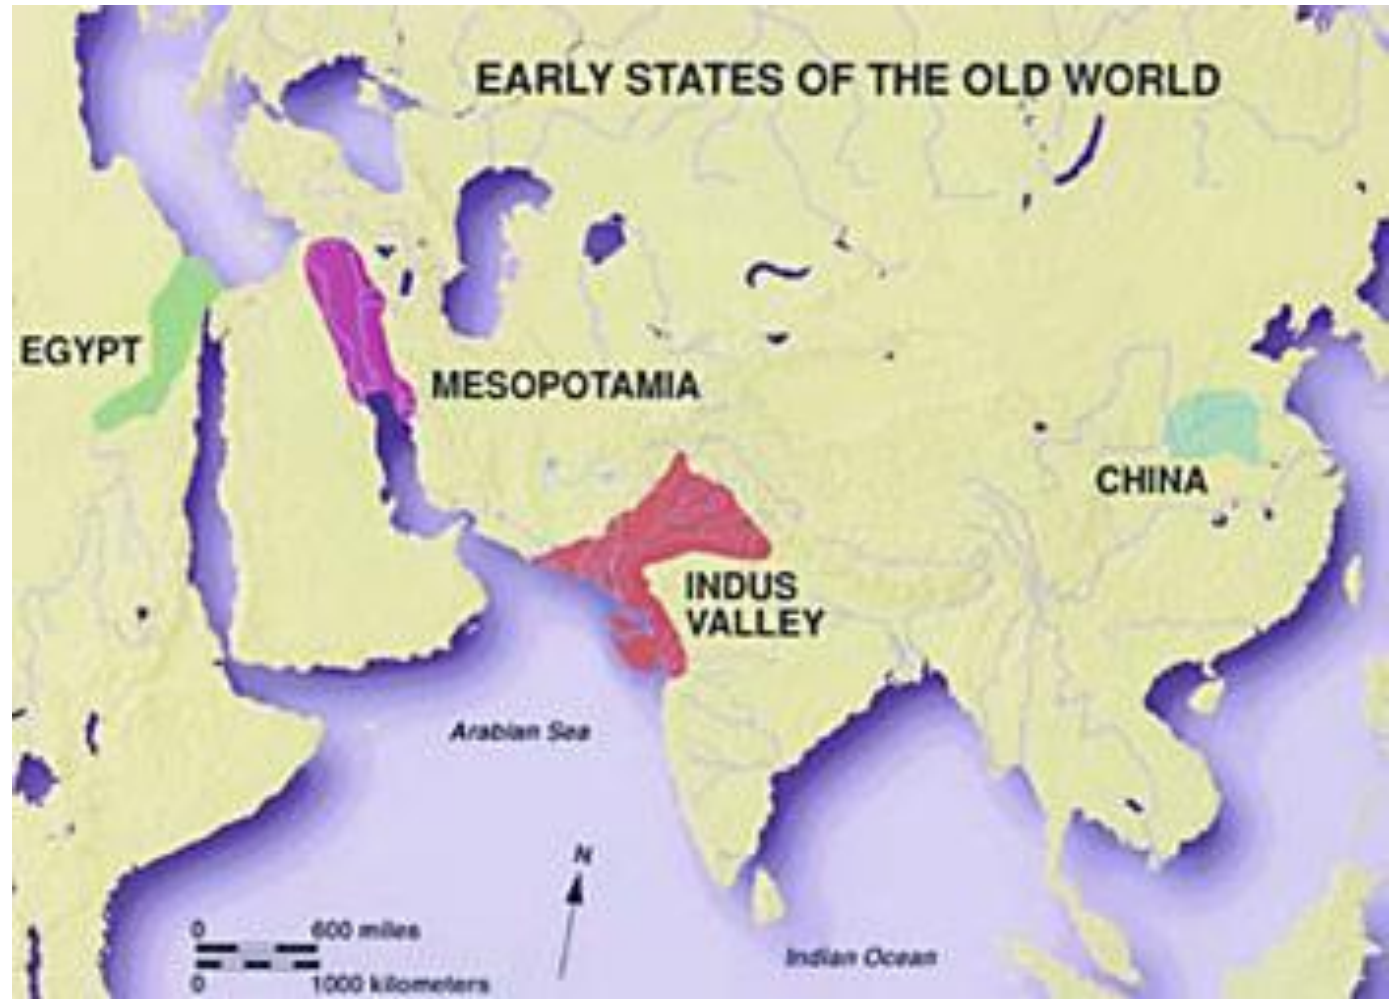 EARLY STATES OF THE OLD WORLD
EGYPT
MESOPOTAMIA
CHINA
INDUS
VALLEY
Arabian Sea
N
0 600 miles
0 1000 kilometers
Indian Ocean